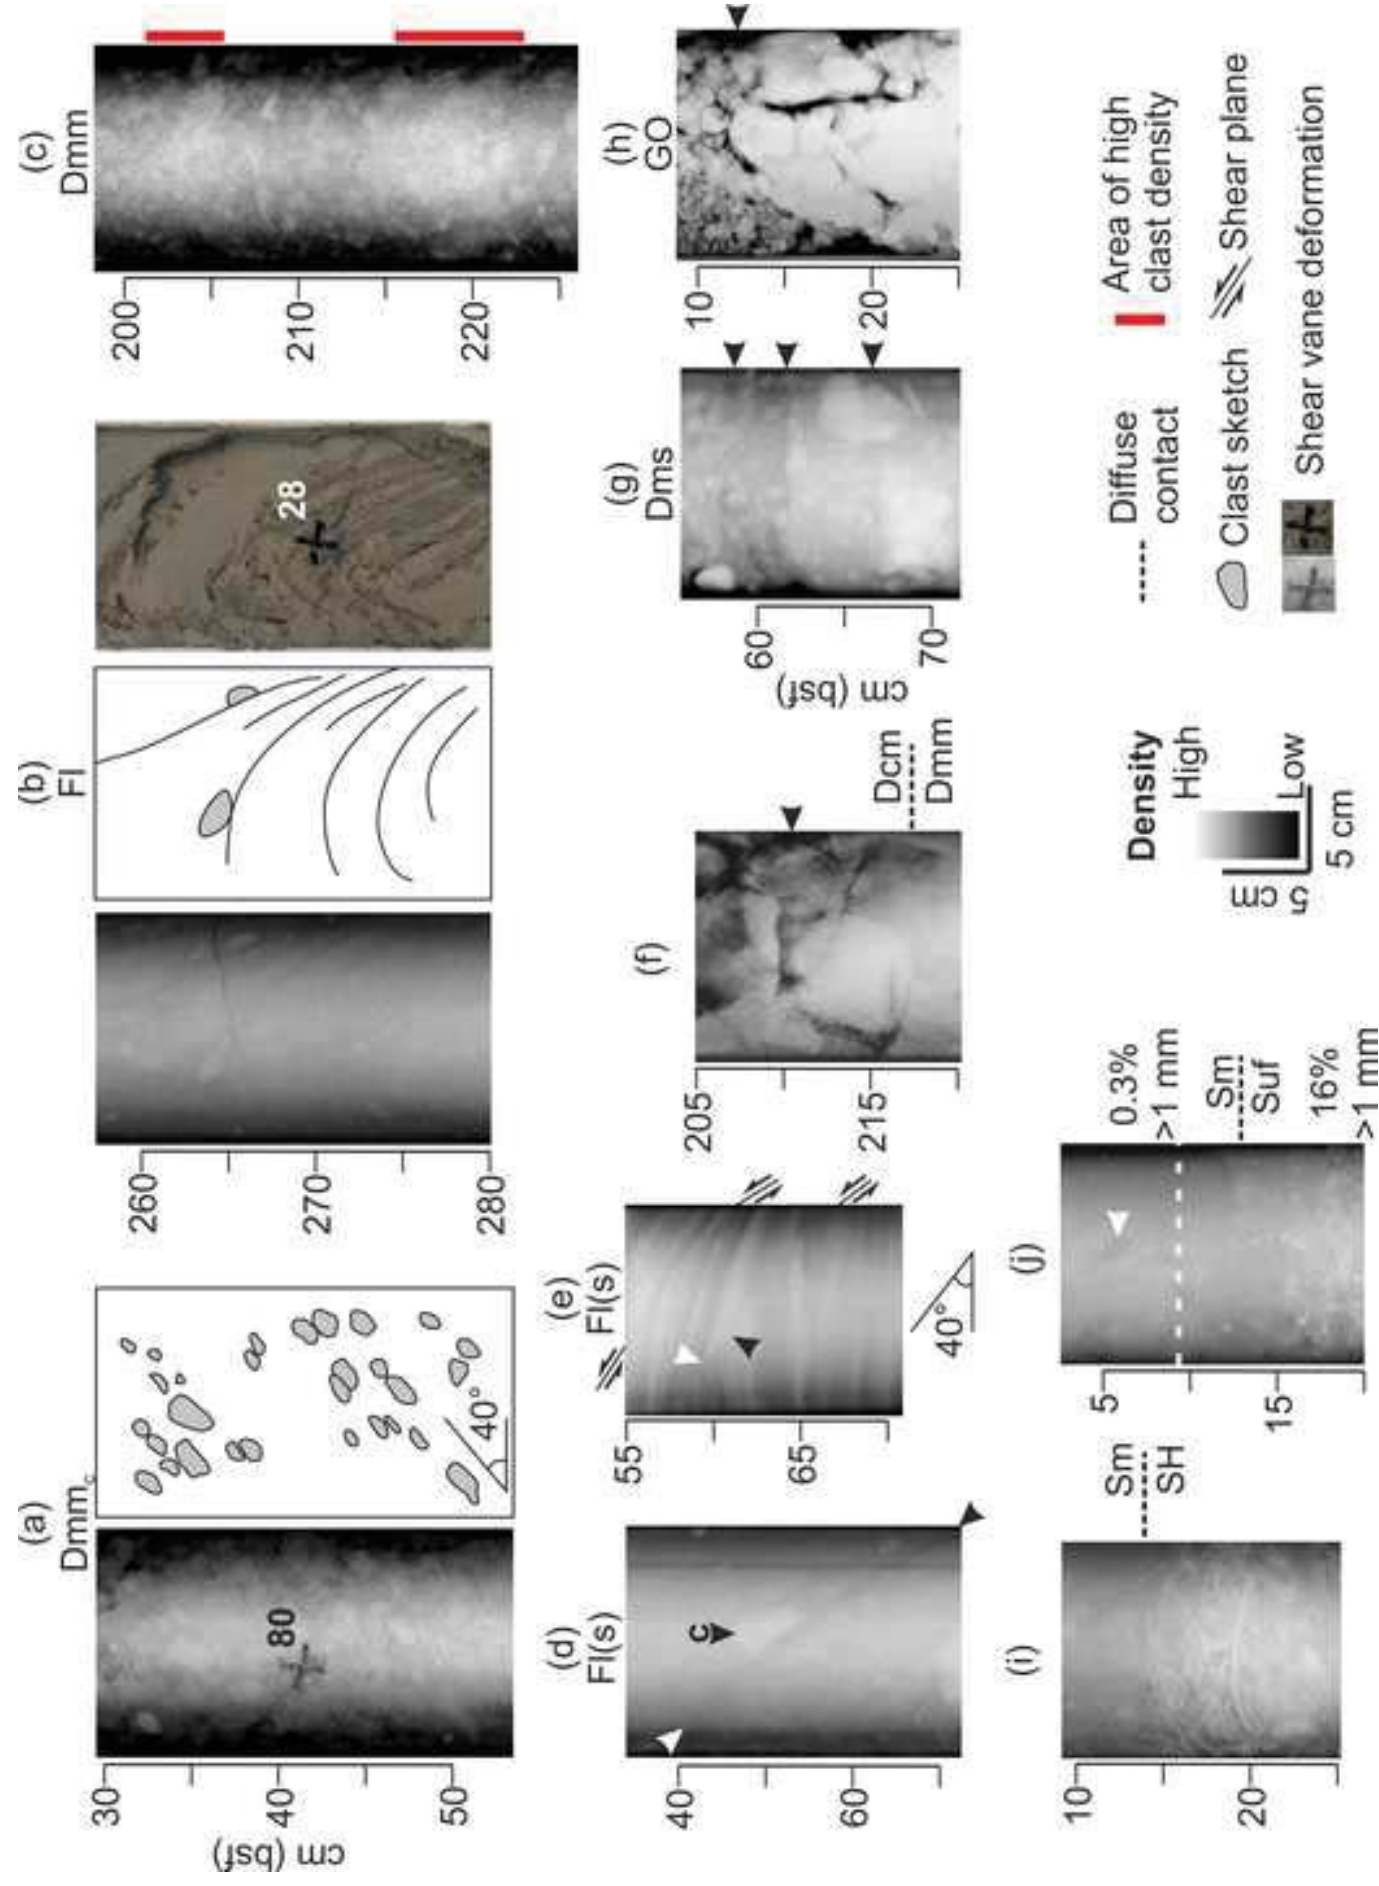 (a)
Dmmc
cm (bsf)
30
40
50
80
40°
(b)
Fl
260
270
280
28
(c)
Dmm
200
210
220
(d)
Fl(s)
40
60
c
(e)
Fl(s)
55
65
40°
(f)
205
215
Dcm
Dmm
(g)
Dms
cm (bsf)
60
70
(h)
GO
10
20
(i)
10
20
Sm
SH
(j)
5
15
0.3%
>1 mm
Sm
Suf
16%
>1 mm
Density
High
Low
5 cm
5 cm
Diffuse
contact
Area of high
clast density
Clast sketch
Shear plane
Shear vane deformation